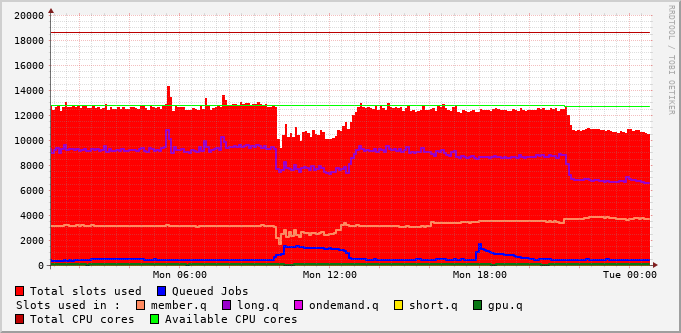 20000
18000
16000
14000
12000
10000
8000
6000
4000
2000
0
RRDTOOL / TOBI OETIKER
Mon 06:00 Mon 12:00 Mon 18:00 Tue 00:00
Total slots used Queued Jobs
Slots used in : member.q long.q ondemand.q short.q gpu.q
Total CPU cores Available CPU cores